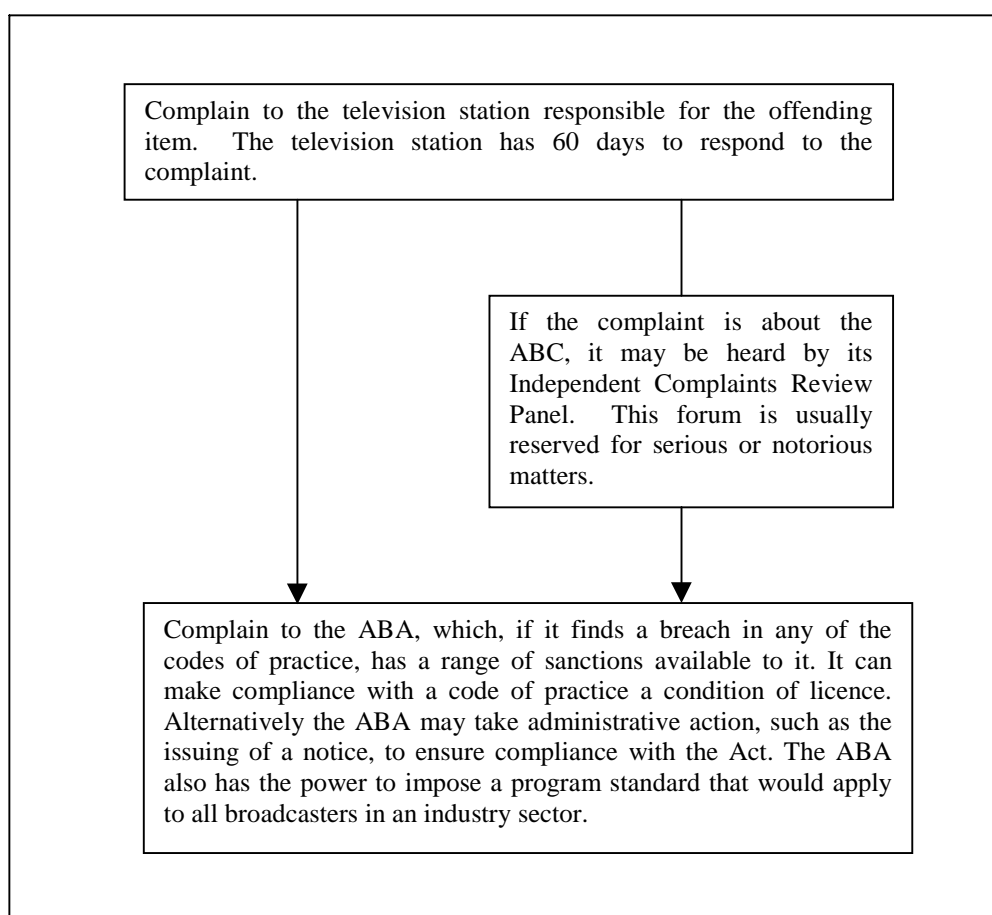 Complain to the television station responsible for the offending
item. The television station has 60 days to respond to the
complaint.
If the complaint is about the
ABC, it may be heard by its
Independent Complaints Review
Panel. This forum is usually
reserved for serious or notorious
matters.
Complain to the ABA, which, if it finds a breach in any of the
codes of practice, has a range of sanctions available to it. It can
make compliance with a code of practice a condition of licence.
Alternatively the ABA may take administrative action, such as the
issuing of a notice, to ensure compliance with the Act. The ABA
also has the power to impose a program standard that would apply
to all broadcasters in an industry sector.